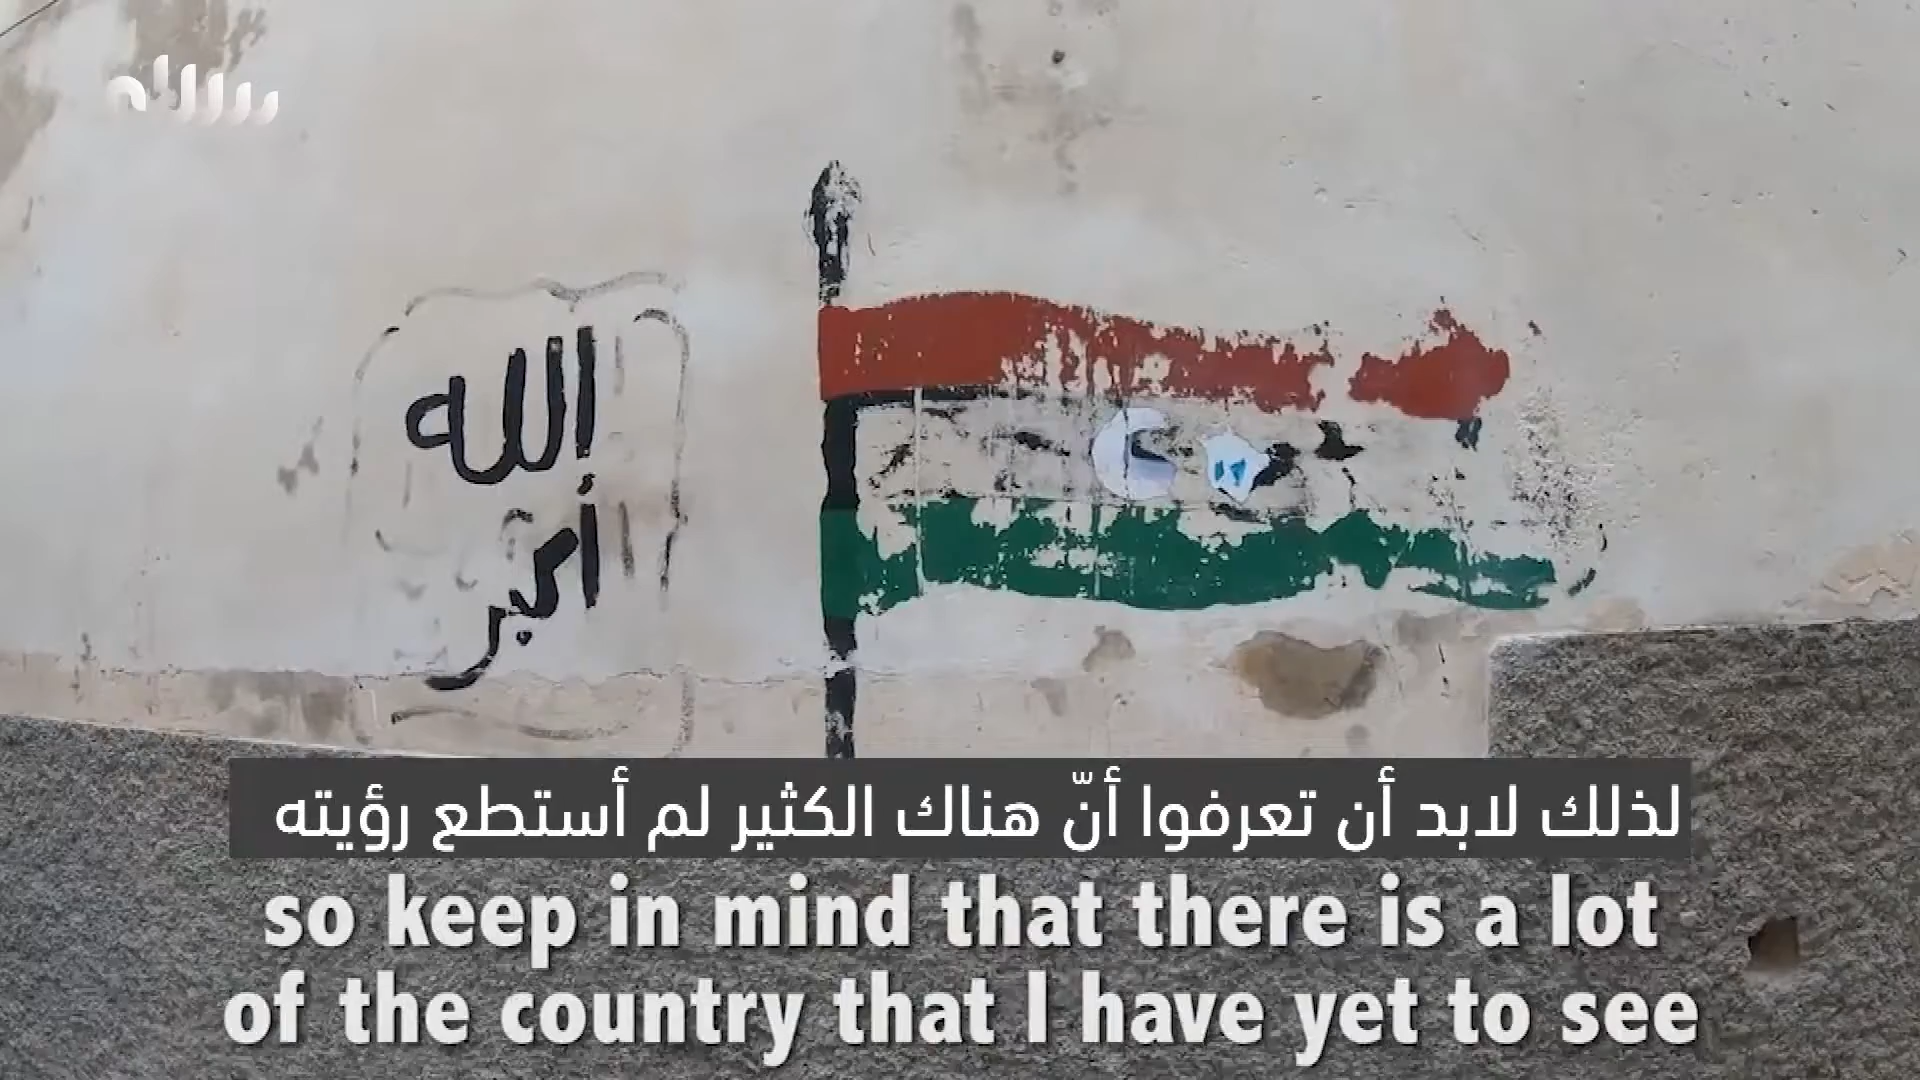 الله
أكبر
لذلك لابد أن تعرفوا أنّ هناك الكثير لم أستطع رؤيته
so keep in mind that there is a lot
of the country that I have yet to see